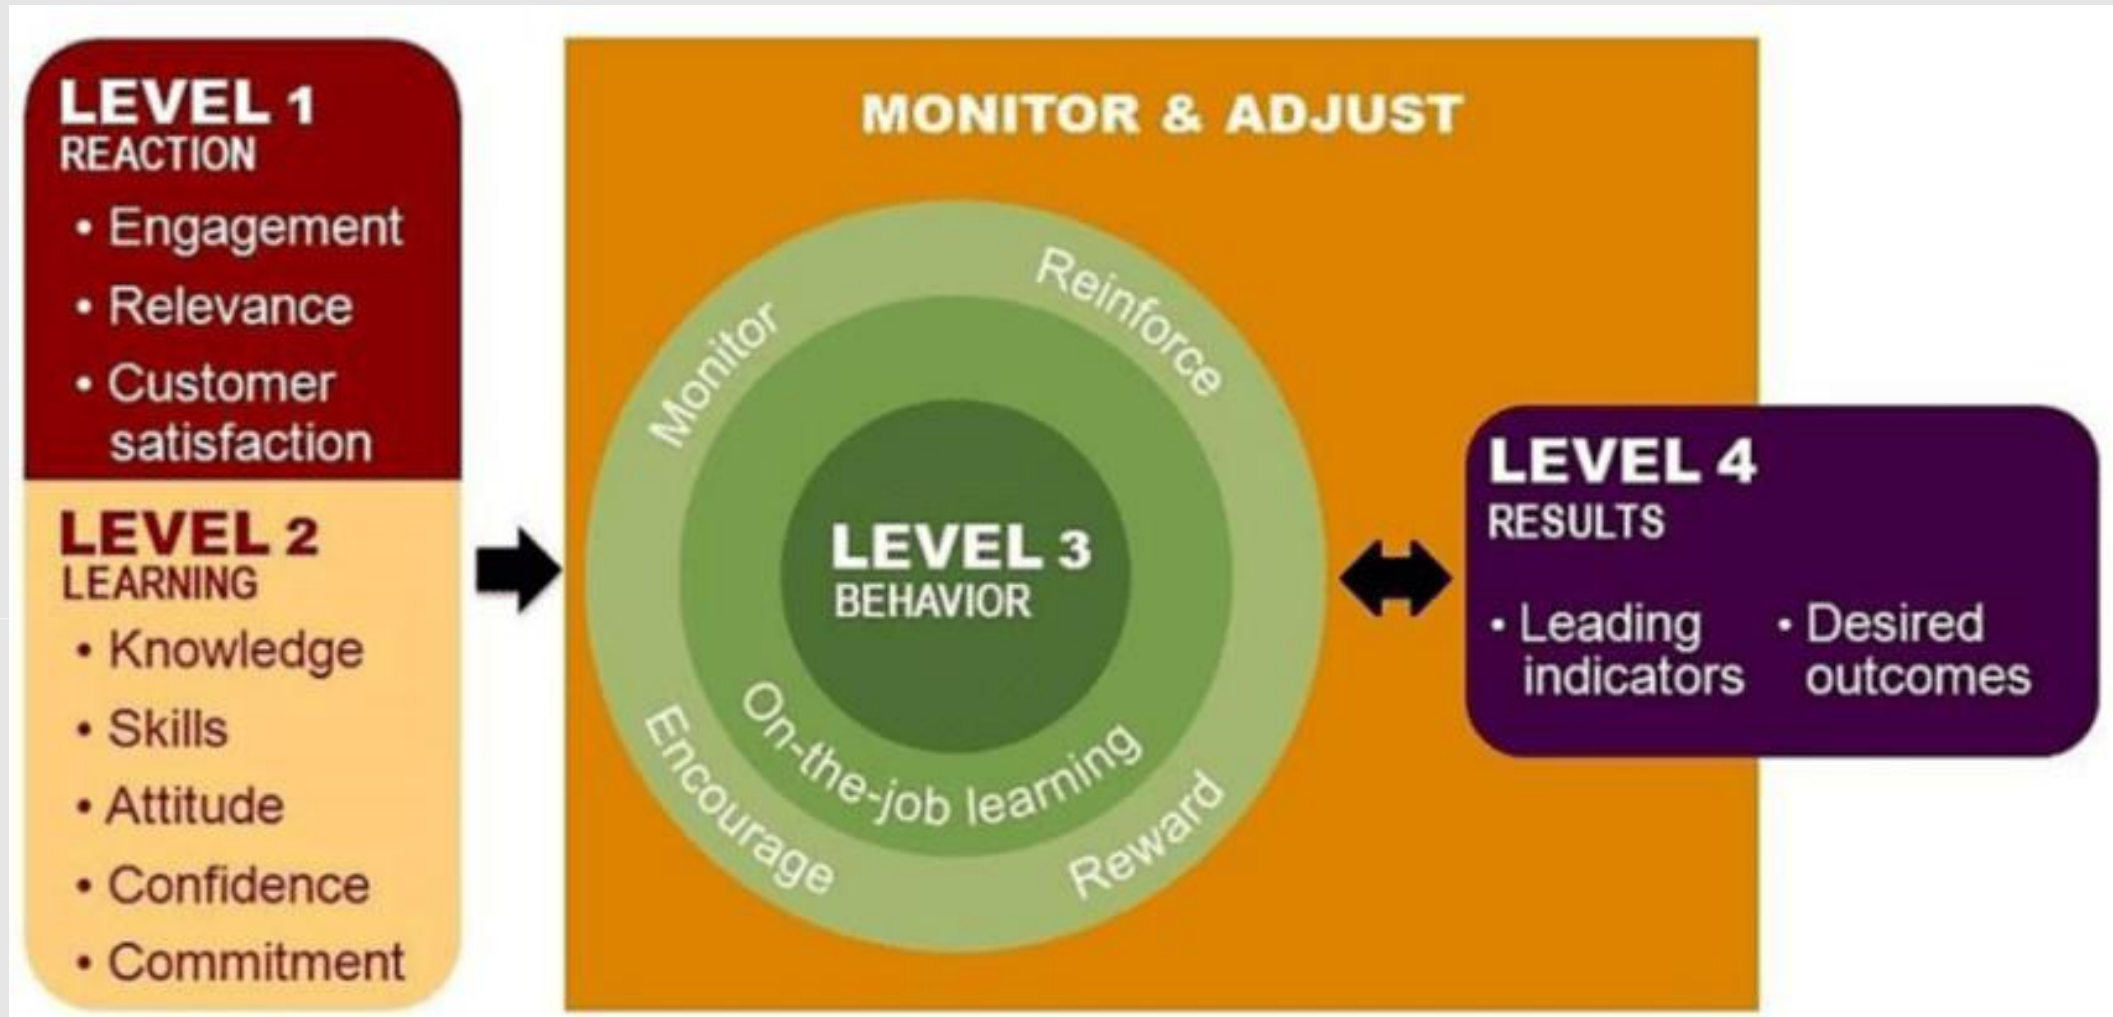 LEVEL 1
REACTION
• Engagement
• Relevance
• Customer
satisfaction
LEVEL 2
LEARNING
• Knowledge
• Skills
• Attitude
• Confidence
• Commitment
MONITOR & ADJUST
Monitor
Reinforce
LEVEL 3
BEHAVIOR
On-the-job learning
Encourage
Reward
LEVEL 4
RESULTS
• Leading
indicators
• Desired
outcomes